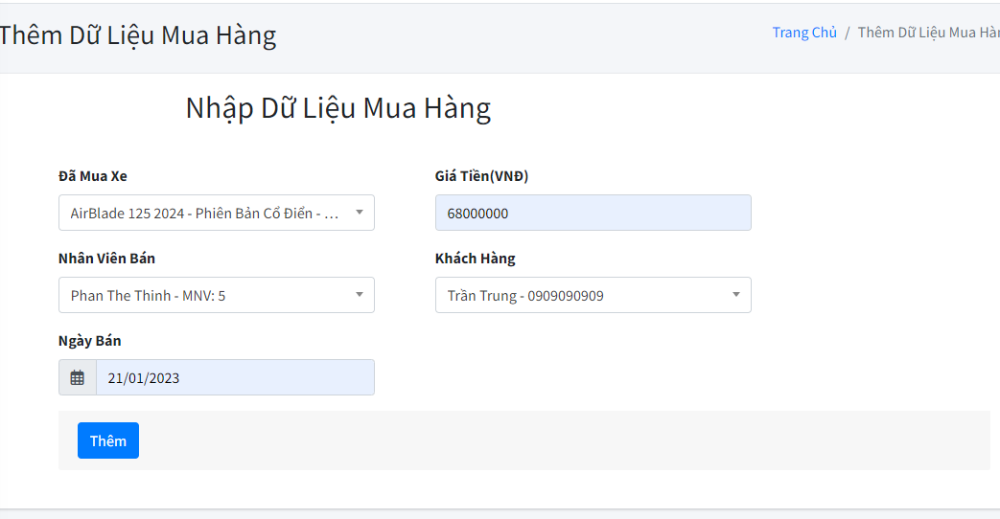 Thêm Dữ Liệu Mua Hàng
Trang Chủ / Thêm Dữ Liệu Mua
Nhập Dữ Liệu Mua Hàng
Đã Mua Xe
Giá Tiền(VNĐ)
AirBlade 125 2024 - Phiên Bản Cổ Điển - ...
68000000
Nhân Viên Bán
Khách Hàng
Phan The Thinh - MNV: 5
Trần Trung - 0909090909
Ngày Bán
21/01/2023
Thêm